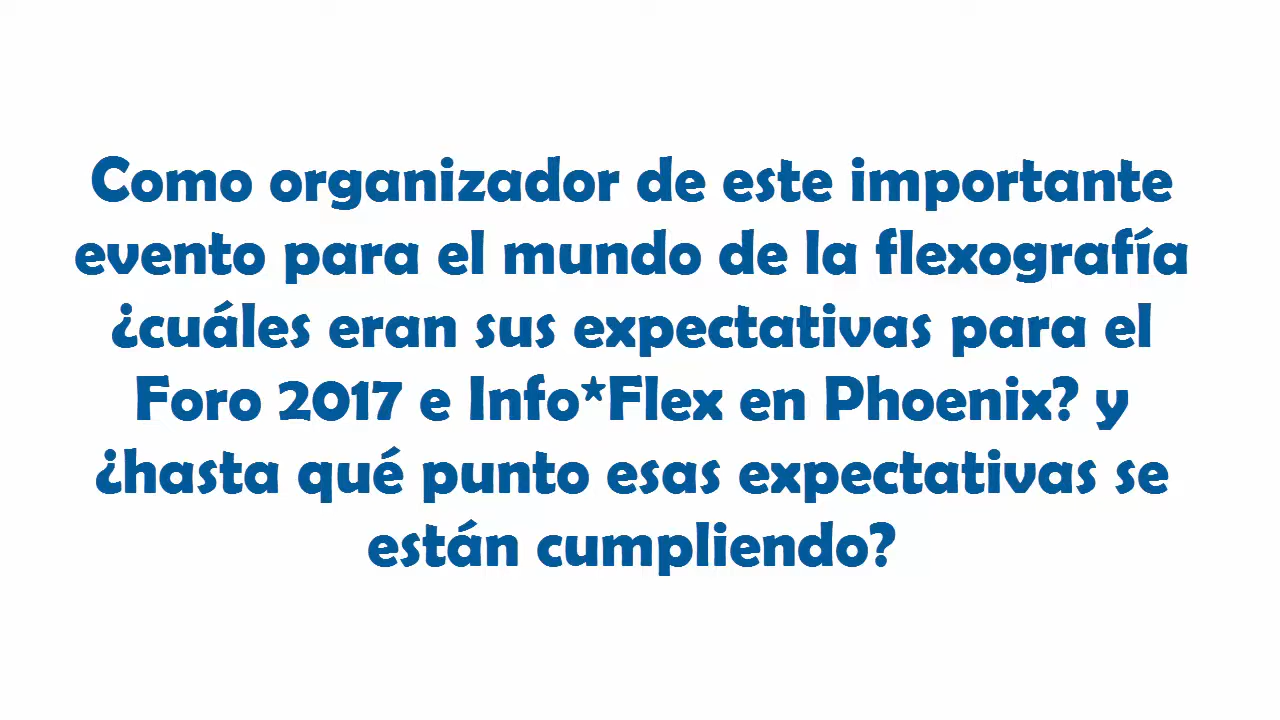 Como organizador de este importante
evento para el mundo de la flexografía
¿cuáles eran sus expectativas para el
Foro 2017 e Info*Flex en Phoenix? y
¿hasta qué punto esas expectativas se
están cumpliendo?